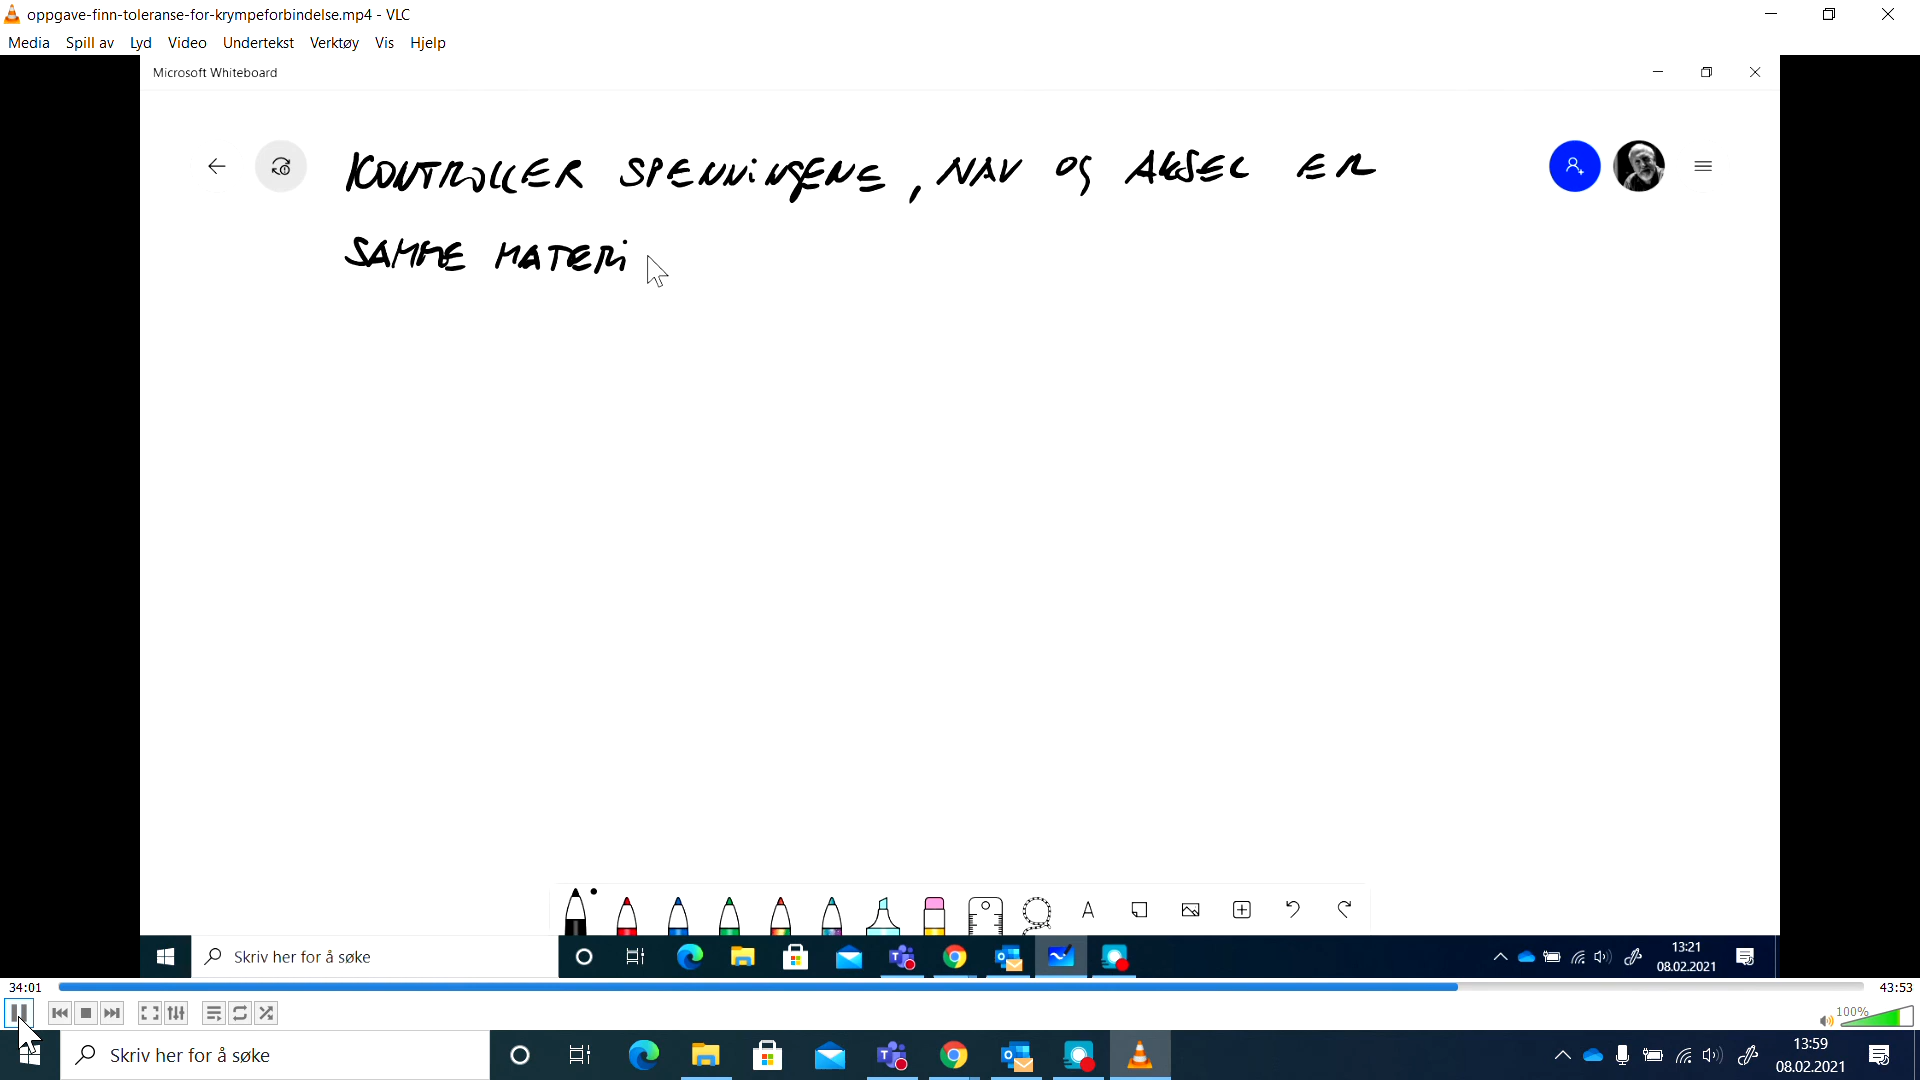 oppgave-finn-toleranse-for-krympeforbindelse.mp4 - VLC
Media Spill av Lyd Video Undertekst Verktøy Vis Hjelp
Microsoft Whiteboard
KONTROLLER SPENNINGENE, NAV OG AKSEL ER
SAMME MATERI
A
Skriv her for å søke
13:21
08.02.2021
34:01
43:53
100%
Skriv her for å søke
13:59
08.02.2021